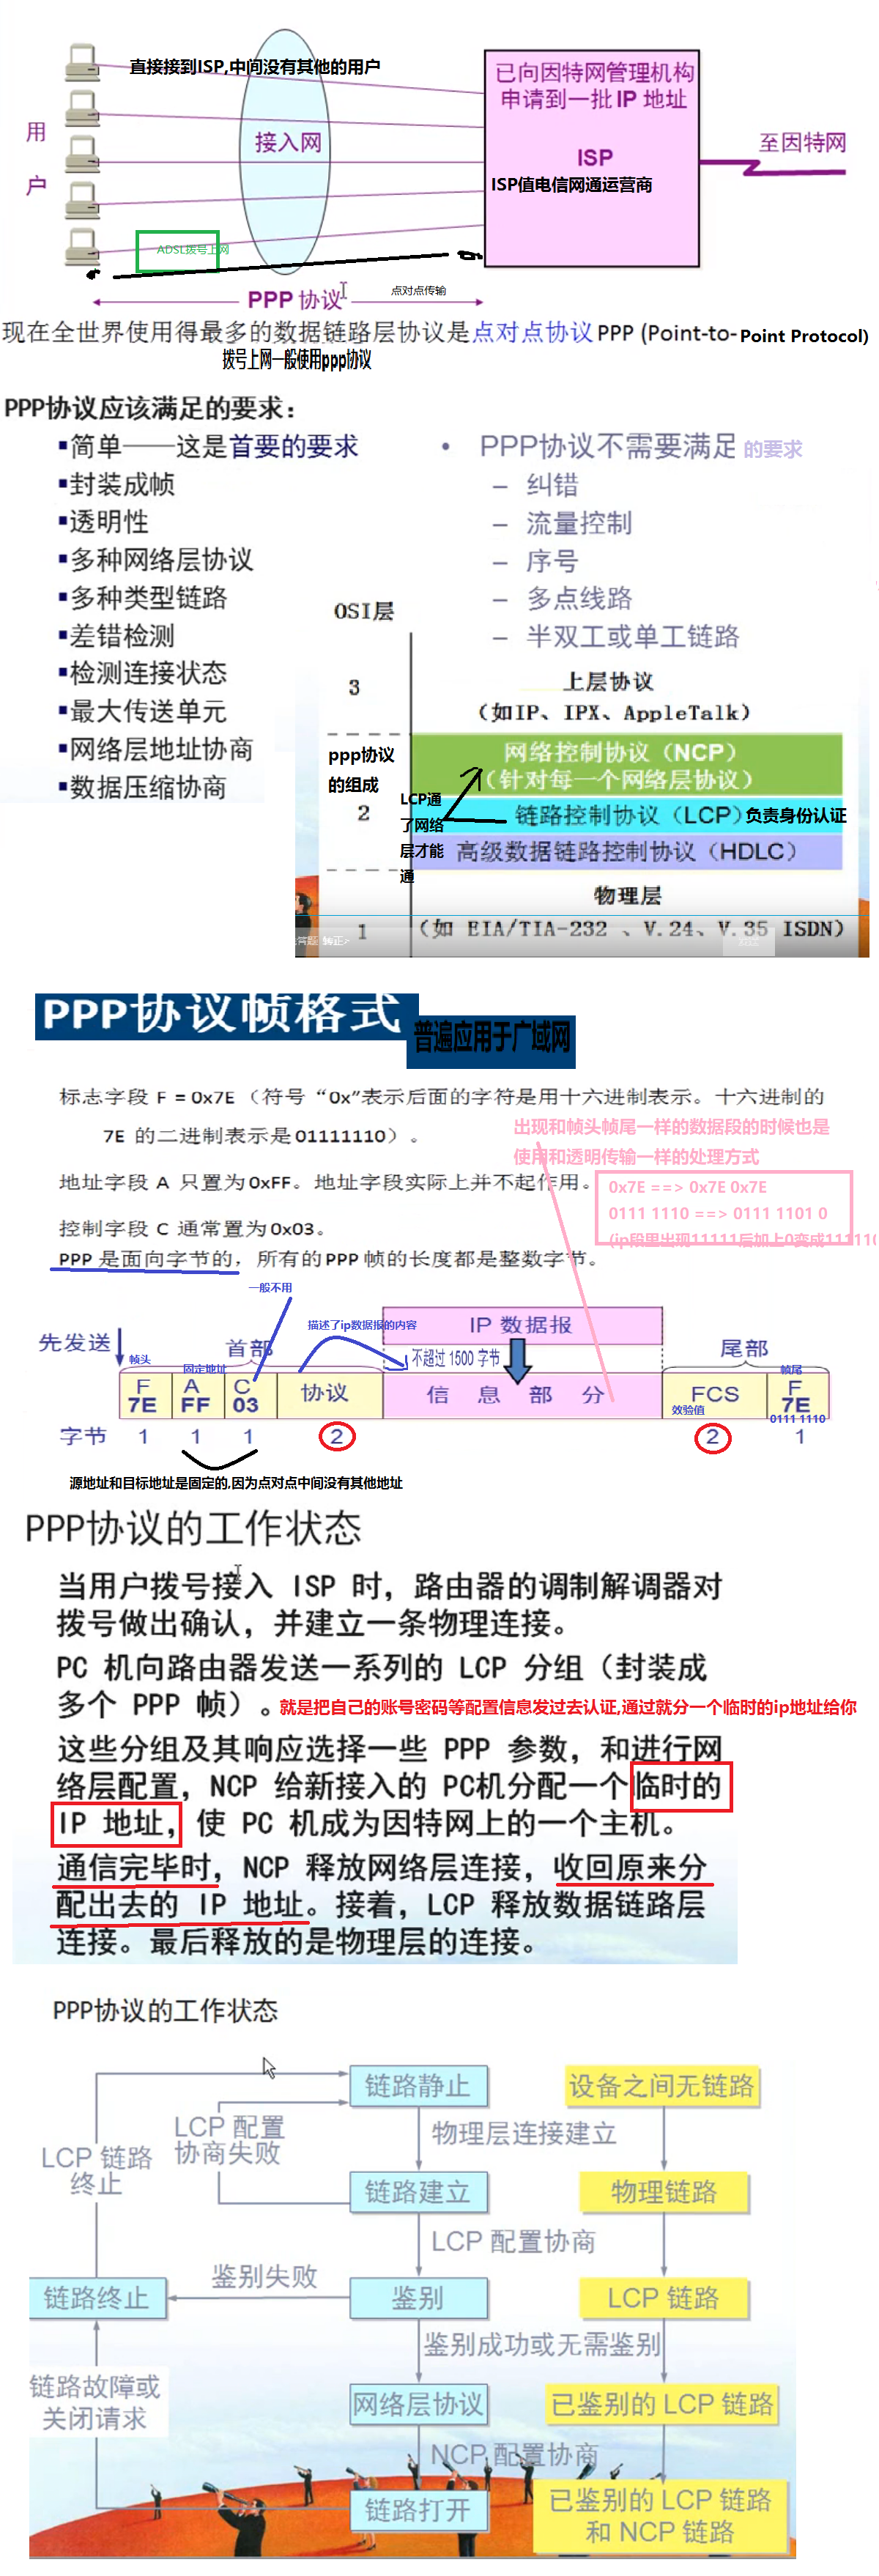 直接接到ISP,中间没有其他的用户
已向因特网管理机构
申请到一批 IP 地址
用
户
接入网
至因特网
ISP
ISP值电信网通运营商
ADSL拨号上网
PPP 协议
点对点传输
现在全世界使用得最多的数据链路层协议是点对点协议 PPP (Point-to-Point Protocol)
拨号上网一般使用ppp协议
PPP协议应该满足的要求：
▪简单——这是首要的要求
▪封装成帧
▪透明性
▪多种网络层协议
▪多种类型链路
▪差错检测
▪检测连接状态
▪最大传送单元
▪网络层地址协商
▪数据压缩协商
• PPP协议不需要满足的要求
– 纠错
– 流量控制
– 序号
– 多点线路
– 半双工或单工链路
OSI层
3
上层协议
（如IP、IPX、AppleTalk）
ppp协议
的组成
网络控制协议（NCP）
（针对每一个网络层协议）
LCP通
了网络
层才能
通
2
链路控制协议（LCP）负责身份认证
高级数据链路控制协议（HDLC）
物理层
1
（如 EIA/TIA-232 、V.24、V.35 ISDN）
PPP协议帧格式
普遍应用于广域网
标志字段 F = 0x7E （符号“0x”表示后面的字符是用十六进制表示。十六进制的
7E 的二进制表示是 01111110）。
出现和帧头帧尾一样的数据段的时候也是
使用和透明传输一样的处理方式
地址字段 A 只置为 0xFF。地址字段实际上并不起作用。
0x7E ==> 0x7E 0x7E
0111 1110 ==> 0111 1101 0
(ip段里出现11111后加上0变成111110
控制字段 C 通常置为 0x03。
PPP 是面向字节的，所有的 PPP 帧的长度都是整数字节。
一般不用
描述了ip数据报的内容
IP 数据报
先发送
帧头
首部
固定地址
不超过 1500 字节
尾部
帧尾
F
7E
A
FF
C
03
协议
信 息 部 分
FCS
效验值
F
7E
0111 1110
字节 1 1 1 2 2 1
源地址和目标地址是固定的,因为点对点中间没有其他地址
PPP协议的工作状态
当用户拨号接入 ISP 时，路由器的调制解调器对
拨号做出确认，并建立一条物理连接。
PC 机向路由器发送一系列的 LCP 分组（封装成
多个 PPP 帧）。就是把自己的账号密码等配置信息发过去认证,通过就分一个临时的ip地址给你
这些分组及其响应选择一些 PPP 参数，和进行网
络层配置，NCP 给新接入的 PC机分配一个临时的
IP 地址，使 PC 机成为因特网上的一个主机。
通信完毕时，NCP 释放网络层连接，收回原来分
配出去的 IP 地址。接着，LCP 释放数据链路层
连接。最后释放的是物理层的连接。
PPP协议的工作状态
链路静止
设备之间无链路
LCP 配置
协商失败
物理层连接建立
LCP 链路
终止
链路建立
物理链路
LCP 配置协商
鉴别失败
链路终止
鉴别
LCP 链路
鉴别成功或无需鉴别
链路故障或
关闭请求
网络层协议
已鉴别的 LCP 链路
NCP 配置协商
链路打开
已鉴别的 LCP 链路
和 NCP 链路